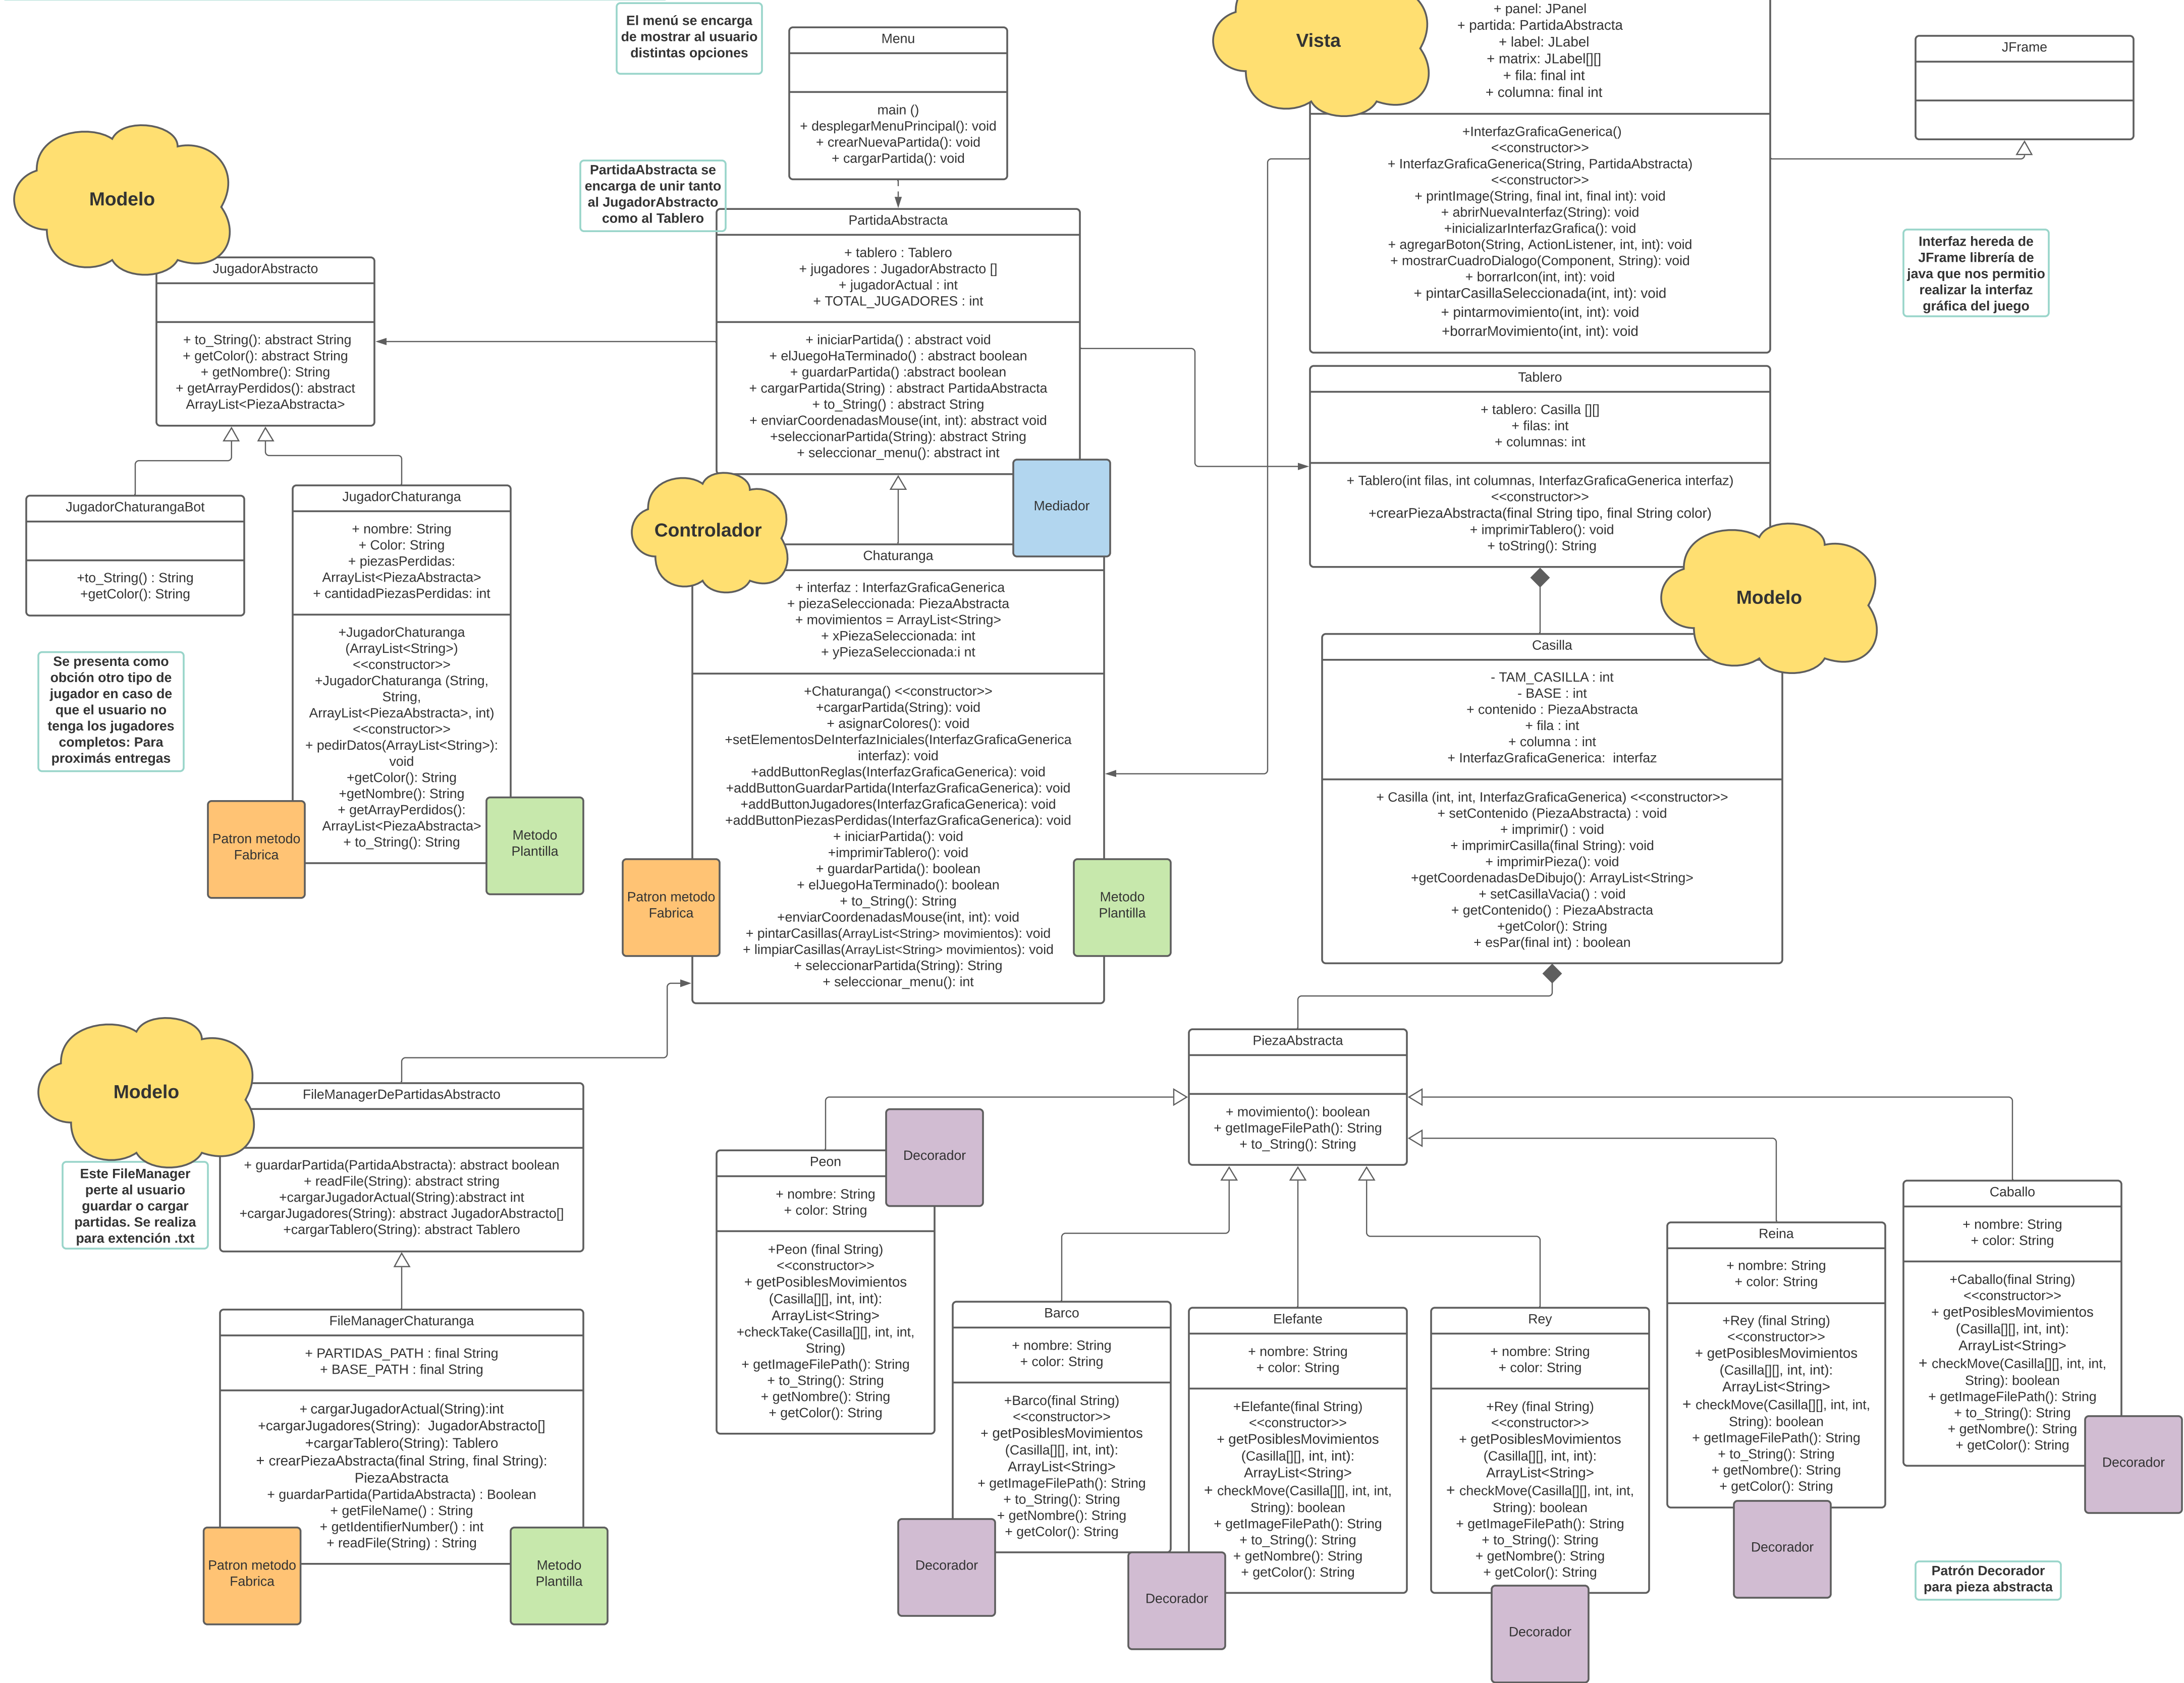 El menú se encarga
de mostrar al usuario
distintas opciones
Menu
main ()
+ desplegarMenuPrincipal(): void
+ crearNuevaPartida(): void
+ cargarPartida(): void
Vista
+ panel: JPanel
+ partida: PartidaAbstracta
+ label: JLabel
+ matrix: JLabel[][]
+ fila: final int
+ columna: final int
+InterfazGraficaGenerica()
<<constructor>>
+ InterfazGraficaGenerica(String, PartidaAbstracta)
<<constructor>>
+ printImage(String, final int, final int): void
+ abrirNuevaInterfaz(String): void
+inicializarInterfazGrafica(): void
+ agregarBoton(String, ActionListener, int, int): void
+ mostrarCuadroDialogo(Component, String): void
+ borrarIcon(int, int): void
+ pintarCasillaSeleccionada(int, int): void
+ pintarmovimiento(int, int): void
+borrarMovimiento(int, int): void
JFrame
Interfaz hereda de
JFrame librería de
java que nos permitio
realizar la interfaz
gráfica del juego
Modelo
PartidaAbstracta se
encarga de unir tanto
al JugadorAbstracto
como al Tablero
PartidaAbstracta
+ tablero : Tablero
+ jugadores : JugadorAbstracto []
+ jugadorActual : int
+ TOTAL_JUGADORES : int
+ iniciarPartida() : abstract void
+ elJuegoHaTerminado() : abstract boolean
+ guardarPartida() :abstract boolean
+ cargarPartida(String) : abstract PartidaAbstracta
+ to_String() : abstract String
+ enviarCoordenadasMouse(int, int): abstract void
+seleccionarPartida(String): abstract String
+ seleccionar_menu(): abstract int
JugadorAbstracto
+ to_String(): abstract String
+ getColor(): abstract String
+ getNombre(): String
+ getArrayPerdidos(): abstract
ArrayList<PiezaAbstracta>
Tablero
+ tablero: Casilla [][]
+ filas: int
+ columnas: int
+ Tablero(int filas, int columnas, InterfazGraficaGenerica interfaz)
<<constructor>>
+crearPiezaAbstracta(final String tipo, final String color)
+ imprimirTablero(): void
+ toString(): String
JugadorChaturangaBot
+to_String() : String
+getColor(): String
JugadorChaturanga
+ nombre: String
+ Color: String
+ piezasPerdidas:
ArrayList<PiezaAbstracta>
+ cantidadPiezasPerdidas: int
+JugadorChaturanga
(ArrayList<String>)
<<constructor>>
+JugadorChaturanga (String,
String,
ArrayList<PiezaAbstracta>, int)
<<constructor>>
+ pedirDatos(ArrayList<String>):
void
+getColor(): String
+getNombre(): String
+ getArrayPerdidos():
ArrayList<PiezaAbstracta>
+ to_String(): String
Patron metodo
Fabrica
Metodo
Plantilla
Se presenta como
obción otro tipo de
jugador en caso de
que el usuario no
tenga los jugadores
completos: Para
proximás entregas
Controlador
Mediador
Chaturanga
+ interfaz : InterfazGraficaGenerica
+ piezaSeleccionada: PiezaAbstracta
+ movimientos = ArrayList<String>
+ xPiezaSeleccionada: int
+ yPiezaSeleccionada:i nt
+Chaturanga() <<constructor>>
+cargarPartida(String): void
+ asignarColores(): void
+setElementosDeInterfazIniciales(InterfazGraficaGenerica
interfaz): void
+addButtonReglas(InterfazGraficaGenerica): void
+addButtonGuardarPartida(InterfazGraficaGenerica): void
+addButtonJugadores(InterfazGraficaGenerica): void
+addButtonPiezasPerdidas(InterfazGraficaGenerica): void
+ iniciarPartida(): void
+imprimirTablero(): void
+ guardarPartida(): boolean
+ elJuegoHaTerminado(): boolean
+ to_String(): String
+enviarCoordenadasMouse(int, int): void
+ pintarCasillas(ArrayList<String> movimientos): void
+ limpiarCasillas(ArrayList<String> movimientos): void
+ seleccionarPartida(String): String
+ seleccionar_menu(): int
Patron metodo
Fabrica
Metodo
Plantilla
Modelo
Casilla
- TAM_CASILLA : int
- BASE : int
+ contenido : PiezaAbstracta
+ fila : int
+ columna : int
+ InterfazGraficaGenerica:  interfaz
+ Casilla (int, int, InterfazGraficaGenerica) <<constructor>>
+ setContenido (PiezaAbstracta) : void
+ imprimir() : void
+ imprimirCasilla(final String): void
+ imprimirPieza(): void
+getCoordenadasDeDibujo(): ArrayList<String>
+ setCasillaVacia() : void
+ getContenido() : PiezaAbstracta
+getColor(): String
+ esPar(final int) : boolean
Modelo
FileManagerDePartidasAbstracto
+ guardarPartida(PartidaAbstracta): abstract boolean
+ readFile(String): abstract string
+cargarJugadorActual(String):abstract int
+cargarJugadores(String): abstract JugadorAbstracto[]
+cargarTablero(String): abstract Tablero
Este FileManager
perte al usuario
guardar o cargar
partidas. Se realiza
para extención .txt
FileManagerChaturanga
+ PARTIDAS_PATH : final String
+ BASE_PATH : final String
+ cargarJugadorActual(String):int
+cargarJugadores(String):  JugadorAbstracto[]
+cargarTablero(String): Tablero
+ crearPiezaAbstracta(final String, final String):
PiezaAbstracta
+ guardarPartida(PartidaAbstracta) : Boolean
+ getFileName() : String
+ getIdentifierNumber() : int
+ readFile(String) : String
Patron metodo
Fabrica
Metodo
Plantilla
PiezaAbstracta
+ movimiento(): boolean
+ getImageFilePath(): String
+ to_String(): String
Peon
+ nombre: String
+ color: String
+Peon (final String)
<<constructor>>
+ getPosiblesMovimientos
(Casilla[][], int, int):
ArrayList<String>
+checkTake(Casilla[][], int, int,
String)
+ getImageFilePath(): String
+ to_String(): String
+ getNombre(): String
+ getColor(): String
Decorador
Barco
+ nombre: String
+ color: String
+Barco(final String)
<<constructor>>
+ getPosiblesMovimientos
(Casilla[][], int, int):
ArrayList<String>
+ getImageFilePath(): String
+ to_String(): String
+ getNombre(): String
+ getColor(): String
Decorador
Elefante
+ nombre: String
+ color: String
+Elefante(final String)
<<constructor>>
+ getPosiblesMovimientos
(Casilla[][], int, int):
ArrayList<String>
+ checkMove(Casilla[][], int, int,
String): boolean
+ getImageFilePath(): String
+ to_String(): String
+ getNombre(): String
+ getColor(): String
Decorador
Rey
+ nombre: String
+ color: String
+Rey (final String)
<<constructor>>
+ getPosiblesMovimientos
(Casilla[][], int, int):
ArrayList<String>
+ checkMove(Casilla[][], int, int,
String): boolean
+ getImageFilePath(): String
+ to_String(): String
+ getNombre(): String
+ getColor(): String
Decorador
Reina
+ nombre: String
+ color: String
+Rey (final String)
<<constructor>>
+ getPosiblesMovimientos
(Casilla[][], int, int):
ArrayList<String>
+ checkMove(Casilla[][], int, int,
String): boolean
+ getImageFilePath(): String
+ to_String(): String
+ getNombre(): String
+ getColor(): String
Decorador
Caballo
+ nombre: String
+ color: String
+Caballo(final String)
<<constructor>>
+ getPosiblesMovimientos
(Casilla[][], int, int):
ArrayList<String>
+ checkMove(Casilla[][], int, int,
String): boolean
+ getImageFilePath(): String
+ to_String(): String
+ getNombre(): String
+ getColor(): String
Decorador
Patrón Decorador
para pieza abstracta